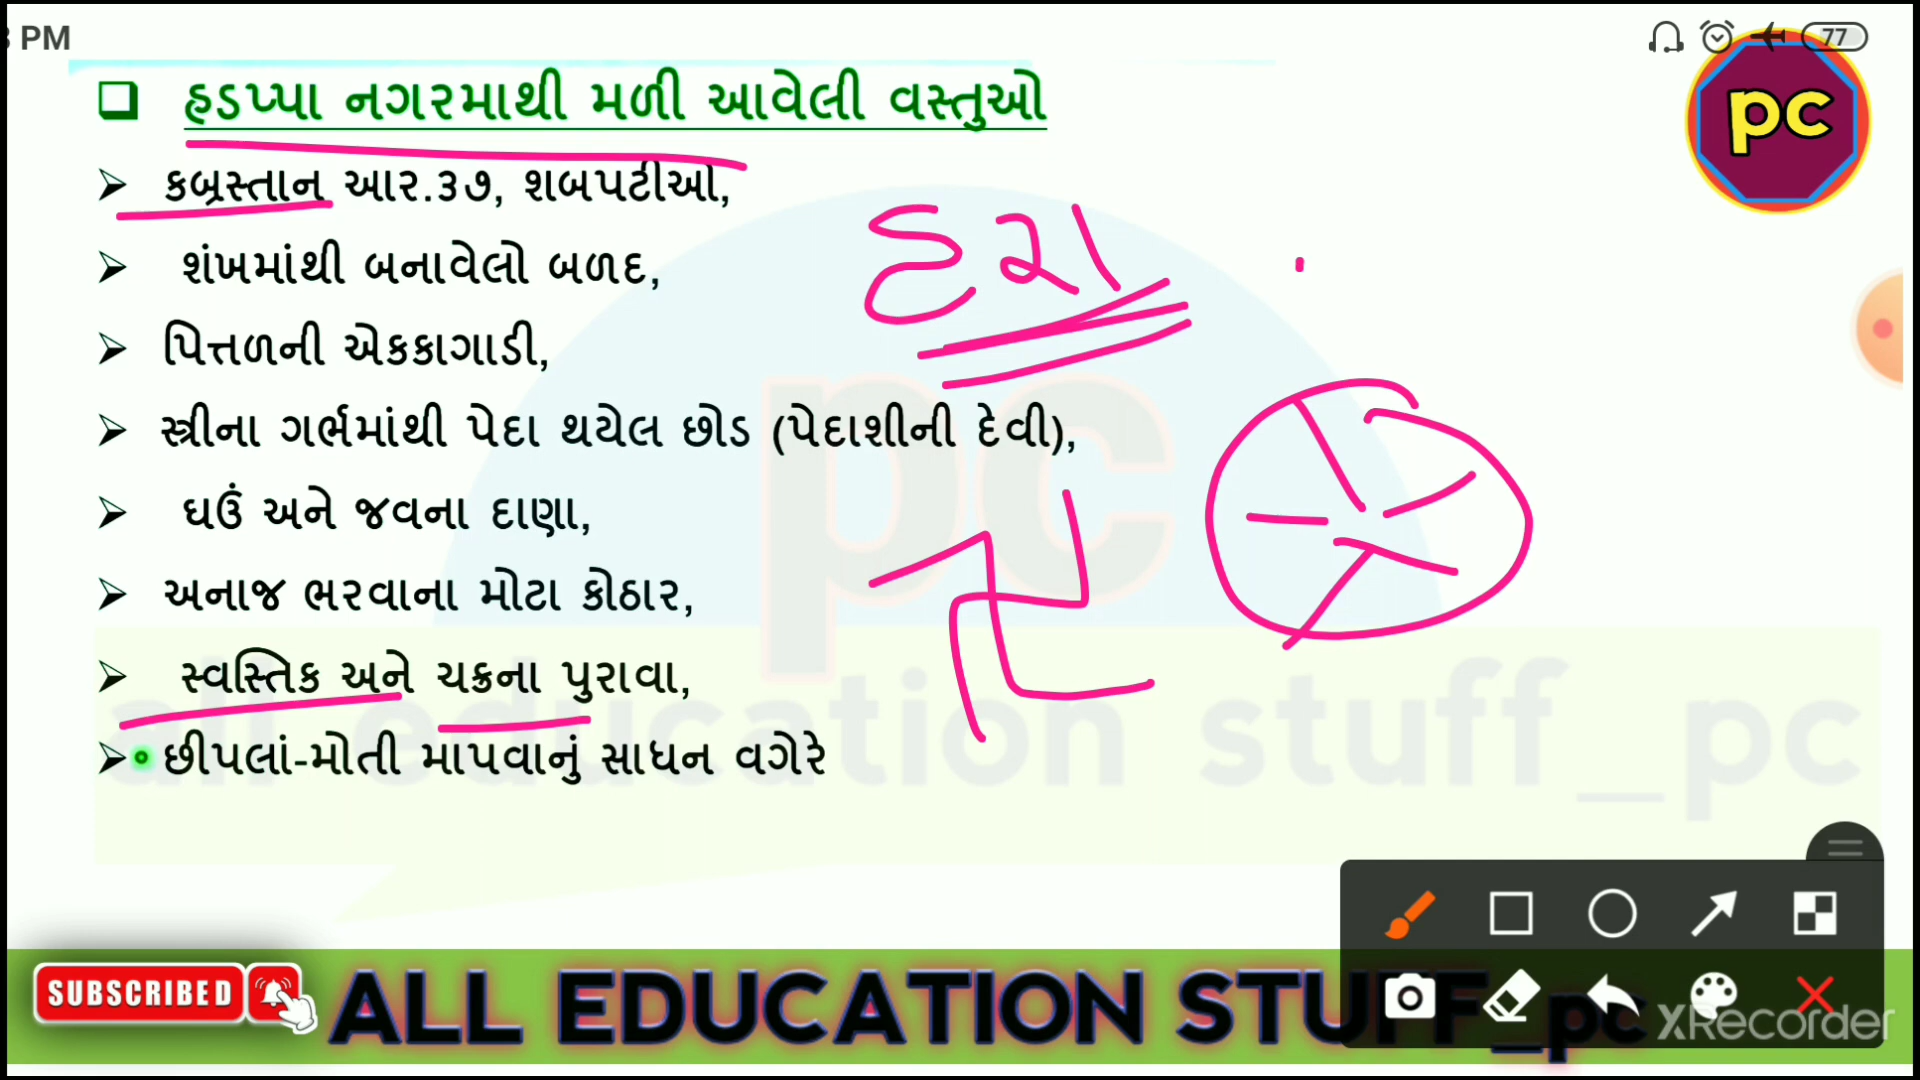 PM
77
pc
❑ હડપ્પા નગરમાથી મળી આવેલી વસ્તુઓ
➢ કબ્રસ્તાન આર.૩૭, શબપટીઓ,
➢ શંખમાંથી બનાવેલો બળદ,
➢ પિત્તળની એકકાગાડી,
➢ સ્ત્રીના ગર્ભમાંથી પેદા થયેલ છોડ (પેદાશીની દેવી),
➢ ઘઉં અને જવના દાણા,
➢ અનાજ ભરવાના મોટા કોઠાર,
➢ સ્વસ્તિક અને ચક્રના પુરાવા,
➢ છીપલાં-મોતી માપવાનું સાધન વગેરે
pc
all education stuff_pc
SUBSCRIBED
ALL EDUCATION STUFF_pc
XRecorder